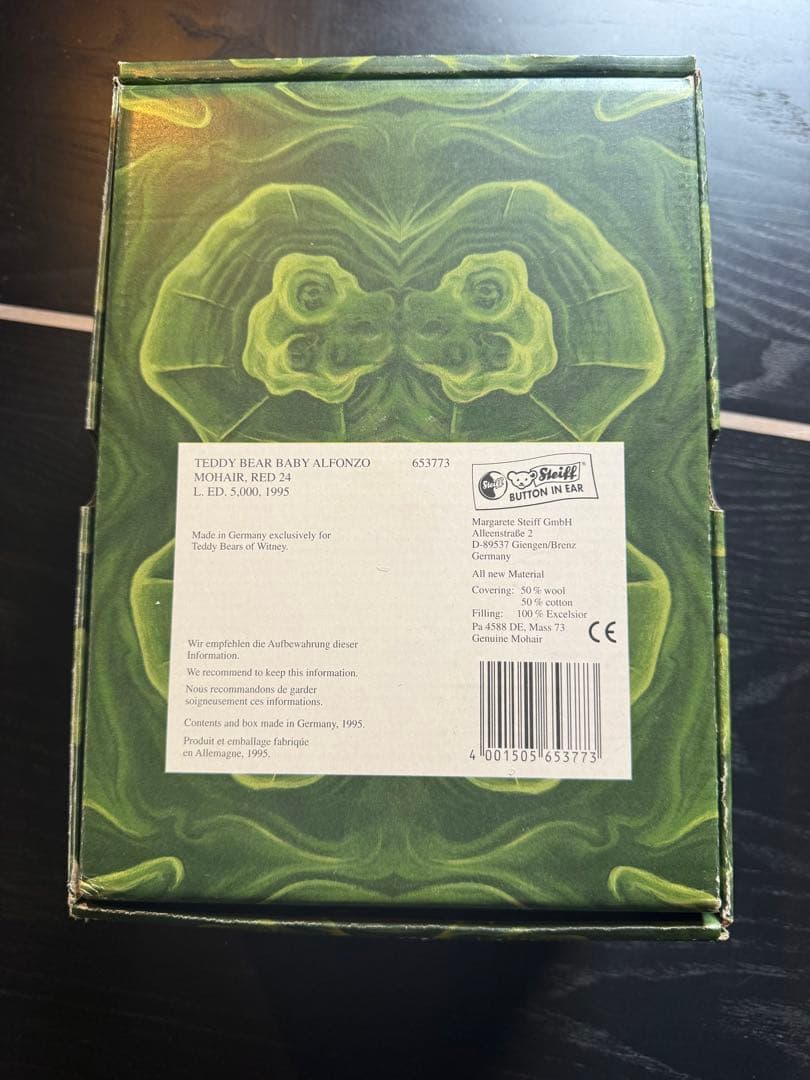 TEDDY BEAR BABY ALFONZO 653773
MOHAIR, RED 24
L. ED. 5,000, 1995
Steiff
Steiff®
BUTTON IN EAR
Made in Germany exclusively for
Teddy Bears of Witney.
Margarete Steiff GmbH
Alleenstraße 2
D-89537 Giengen/Brenz
Germany
All new Material
Covering: 50 % wool
50 % cotton
Filling: 100 % Excelsior
Pa 4588 DE, Mass 73
Genuine Mohair
CE
Wir empfehlen die Aufbewahrung dieser
Information.
We recommend to keep this information.
Nous recommandons de garder
soigneusement ces informations.
Contents and box made in Germany, 1995.
Produit et emballage fabriqúe
en Allemagne, 1995.
4 001505 653773